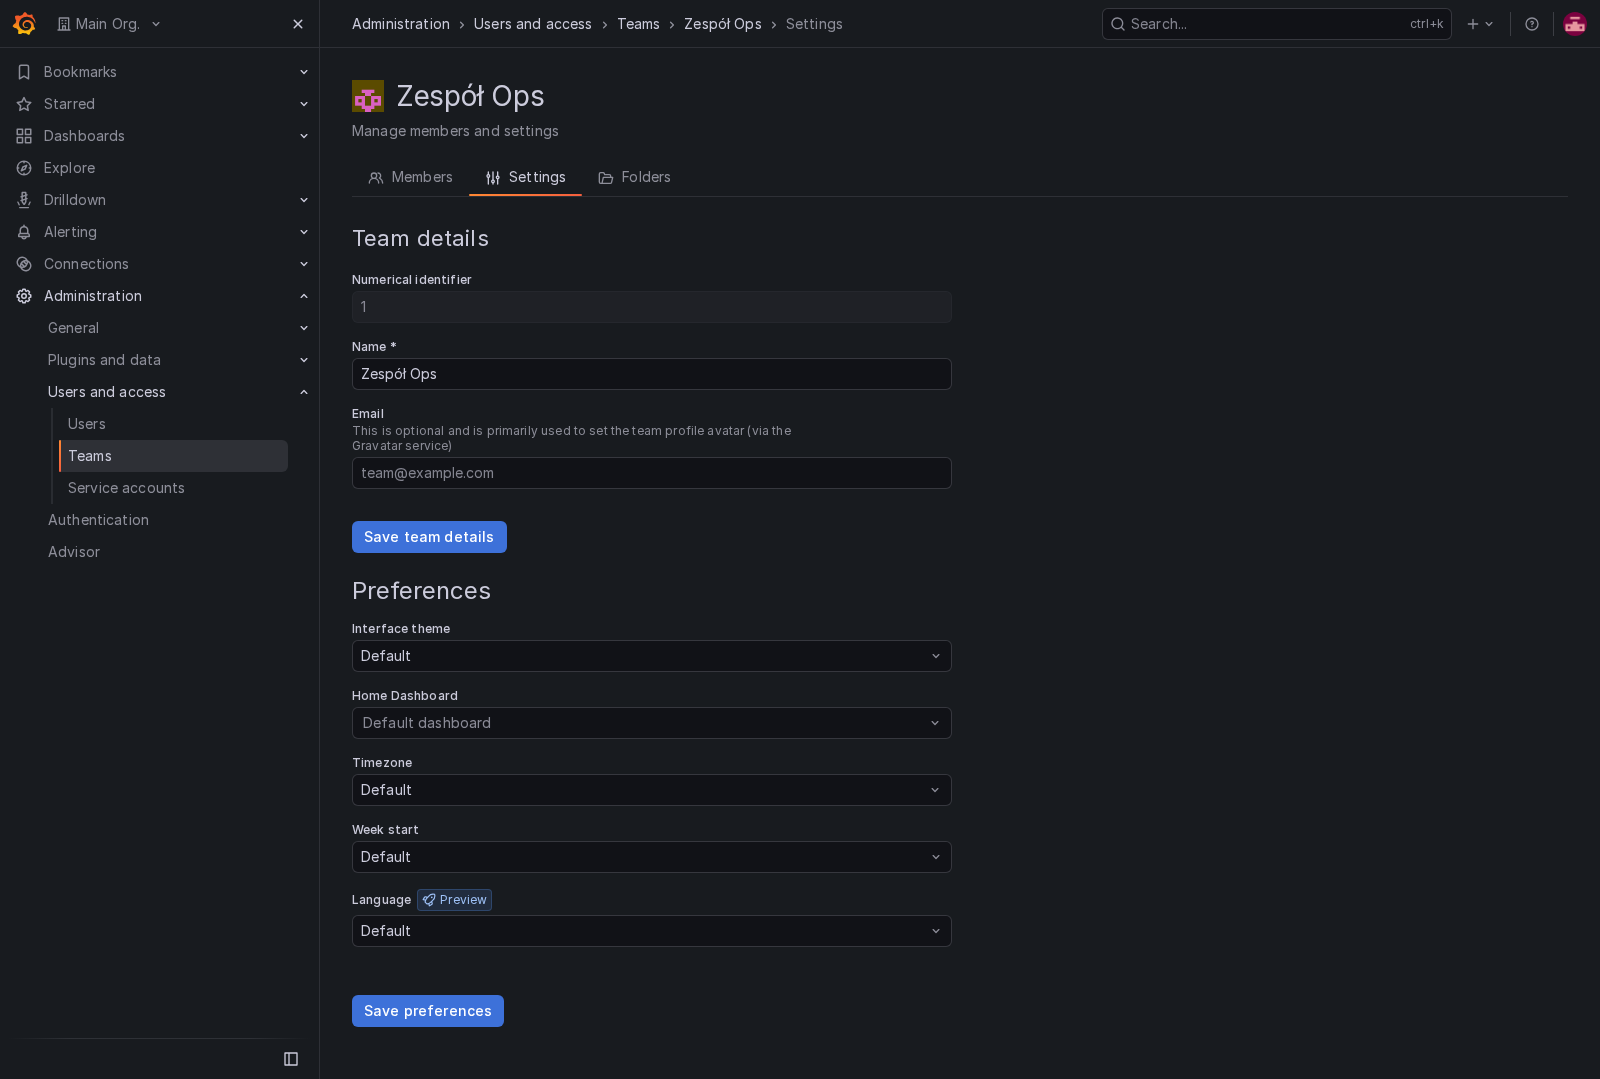 Main Org.
Administration
Users and access
Teams
Zespół Ops
Settings
Search...
ctrl+k
Bookmarks
Starred
Dashboards
Explore
Drilldown
Alerting
Connections
Administration
General
Plugins and data
Users and access
Users
Teams
Service accounts
Authentication
Advisor
Zespół Ops
Manage members and settings
Members
Settings
Folders
Team details
Numerical identifier
1
Name *
Zespół Ops
Email
This is optional and is primarily used to set the team profile avatar (via the
Gravatar service)
team@example.com
Save team details
Preferences
Interface theme
Default
Home Dashboard
Default dashboard
Timezone
Default
Week start
Default
Language
Preview
Default
Save preferences